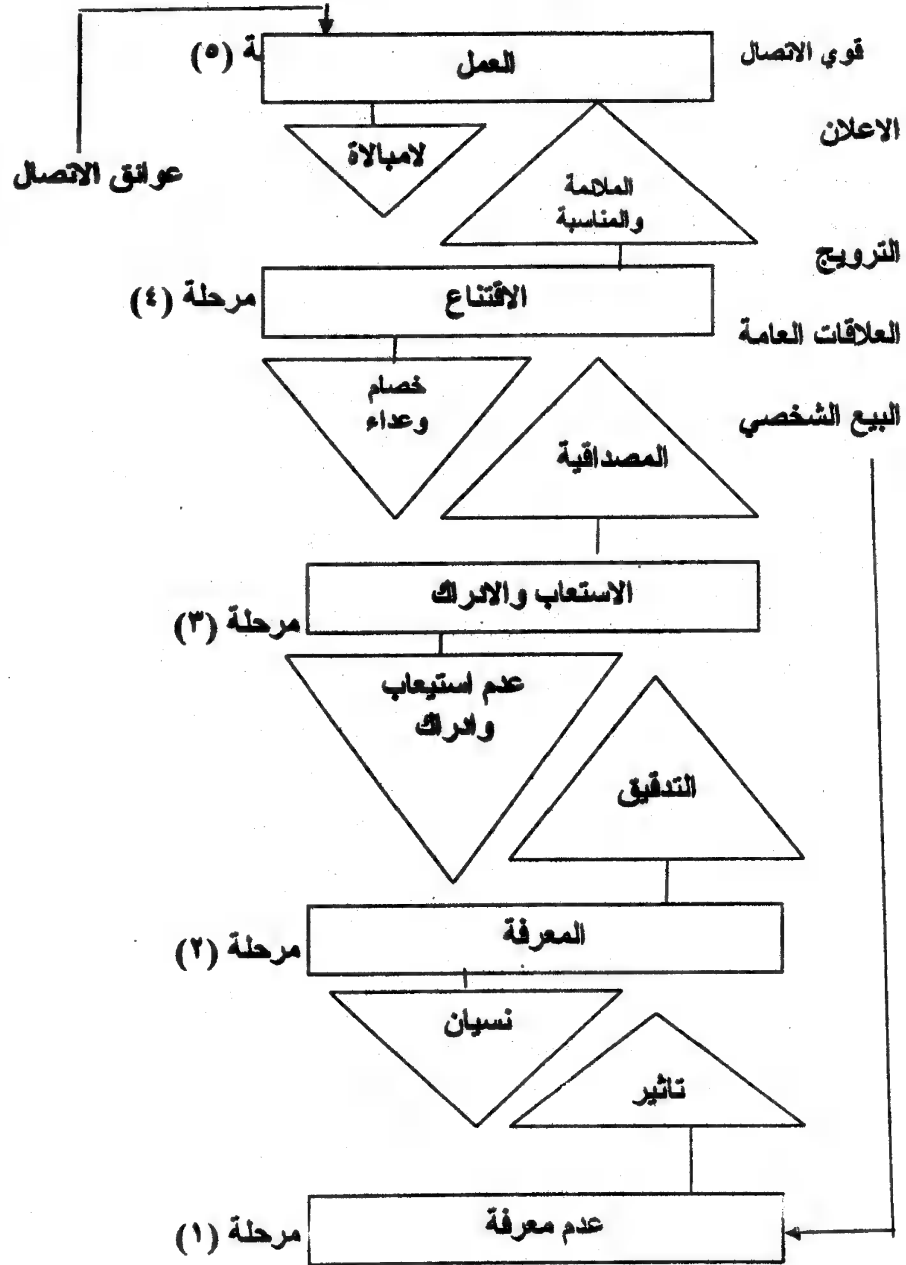 قوي الاتصال
العمل
ة (٥)
الاعلان
لامبالاة
عوائق الاتصال
الملائمة
والمناسبة
الترويج
الاقتناع
مرحلة (٤)
العلاقات العامة
خصام
وعداء
البيع الشخصي
المصداقية
الاستعاب والادراك
مرحلة (٣)
عدم استيعاب
وادراك
التدقيق
المعرفة
مرحلة (٢)
نسيان
تاثير
عدم معرفة
مرحلة (١)